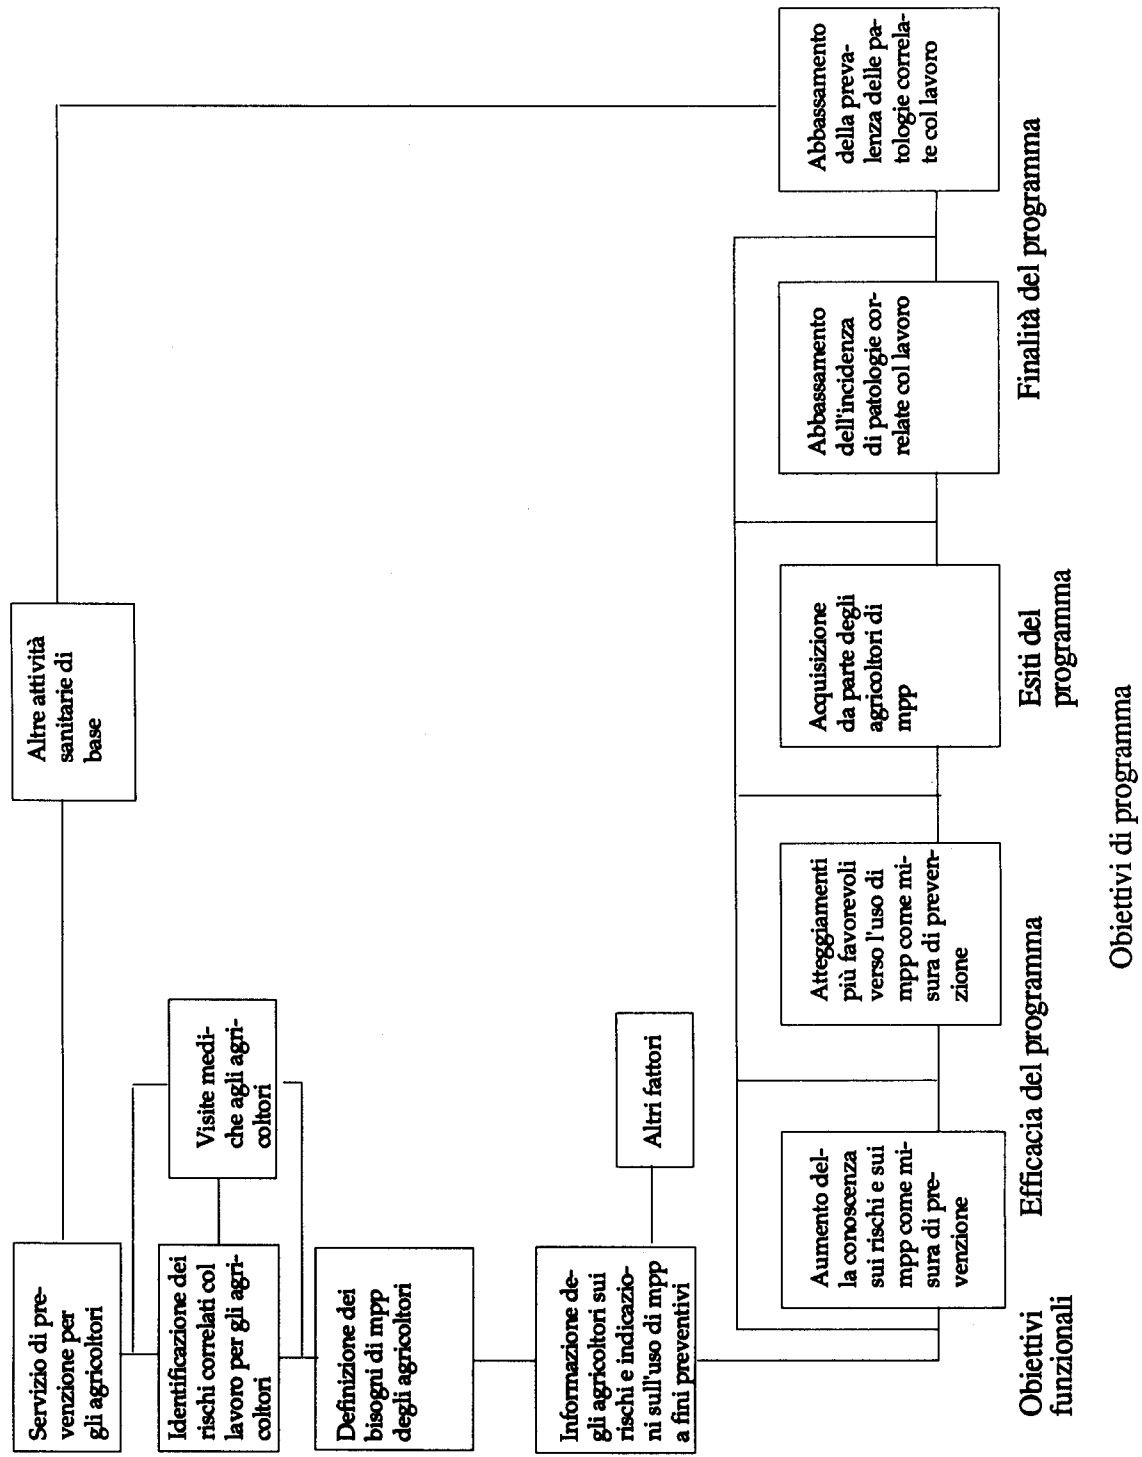 Servizio di pre-
venzione per
gli agricoltori
Altre attività
sanitarie di
base
Identificazione dei
rischi correlati col
lavoro per gli agri-
coltori
Visite medi-
che agli agri-
coltori
Definizione dei
bisogni di mpp
degli agricoltori
Informazione de-
gli agricoltori sui
rischi e indicazio-
ni sull'uso di mpp
a fini preventivi
Altri fattori
Aumento del-
la conoscenza
sui rischi e sui
mpp come mi-
sura di pre-
venzione
Atteggiamenti
più favorevoli
verso l'uso di
mpp come mi-
sura di preven-
zione
Acquisizione
da parte degli
agricoltori di
mpp
Abbassamento
dell'incidenza
di patologie cor-
relate col lavoro
Abbassamento
della preva-
lenza delle pa-
tologie correla-
te col lavoro
Obiettivi
funzionali
Efficacia del programma
Esiti del
programma
Finalità del programma
Obiettivi di programma